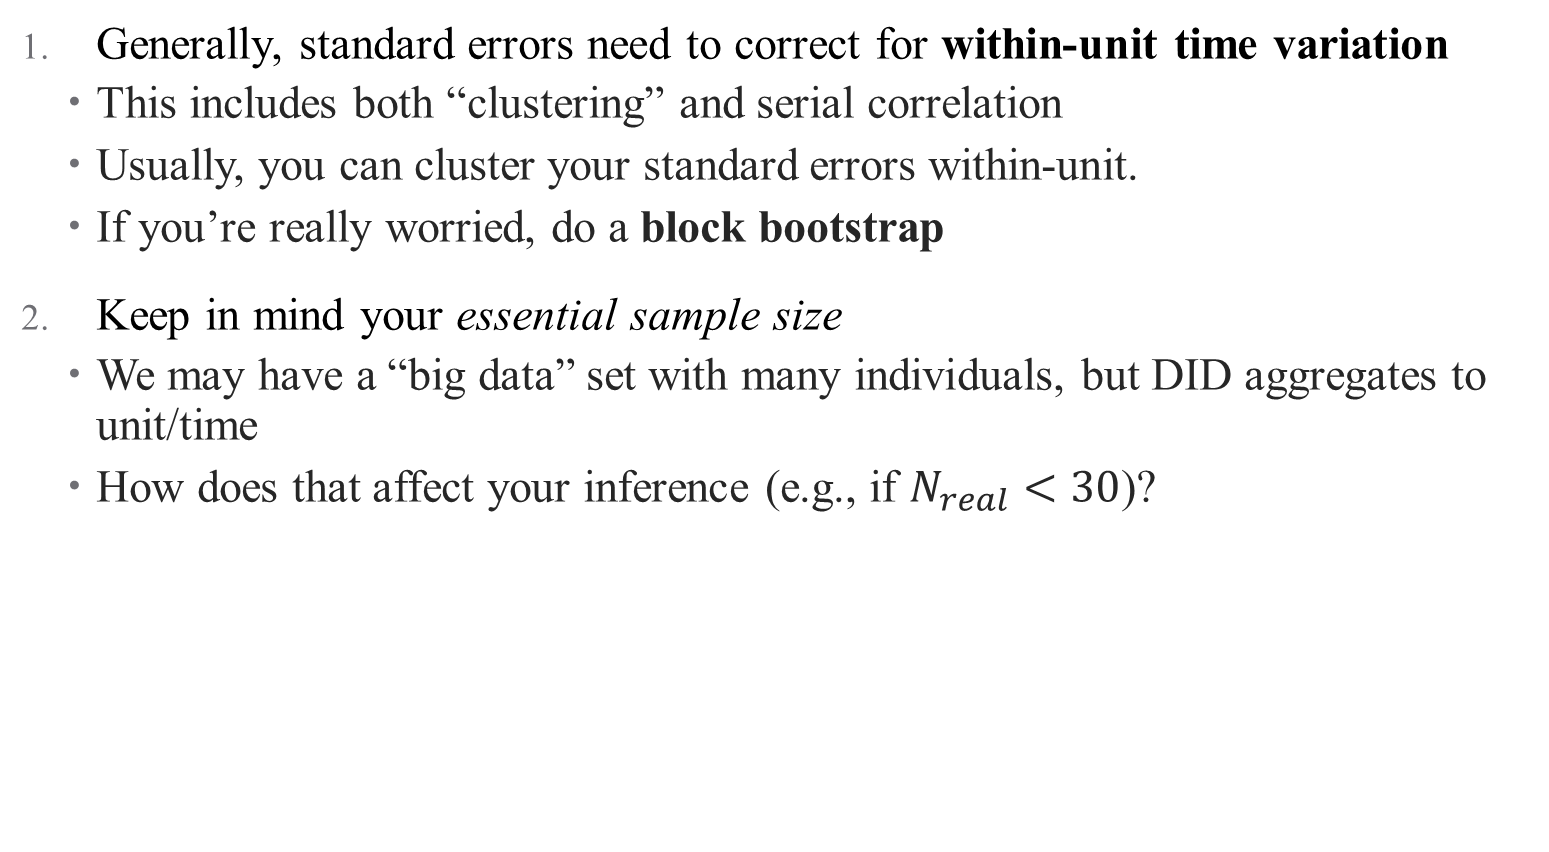 1. Generally, standard errors need to correct for within-unit time variation
• This includes both “clustering” and serial correlation
• Usually, you can cluster your standard errors within-unit.
• If you’re really worried, do a block bootstrap
2. Keep in mind your essential sample size
• We may have a “big data” set with many individuals, but DID aggregates to
unit/time
• How does that affect your inference (e.g., if N_real < 30)?